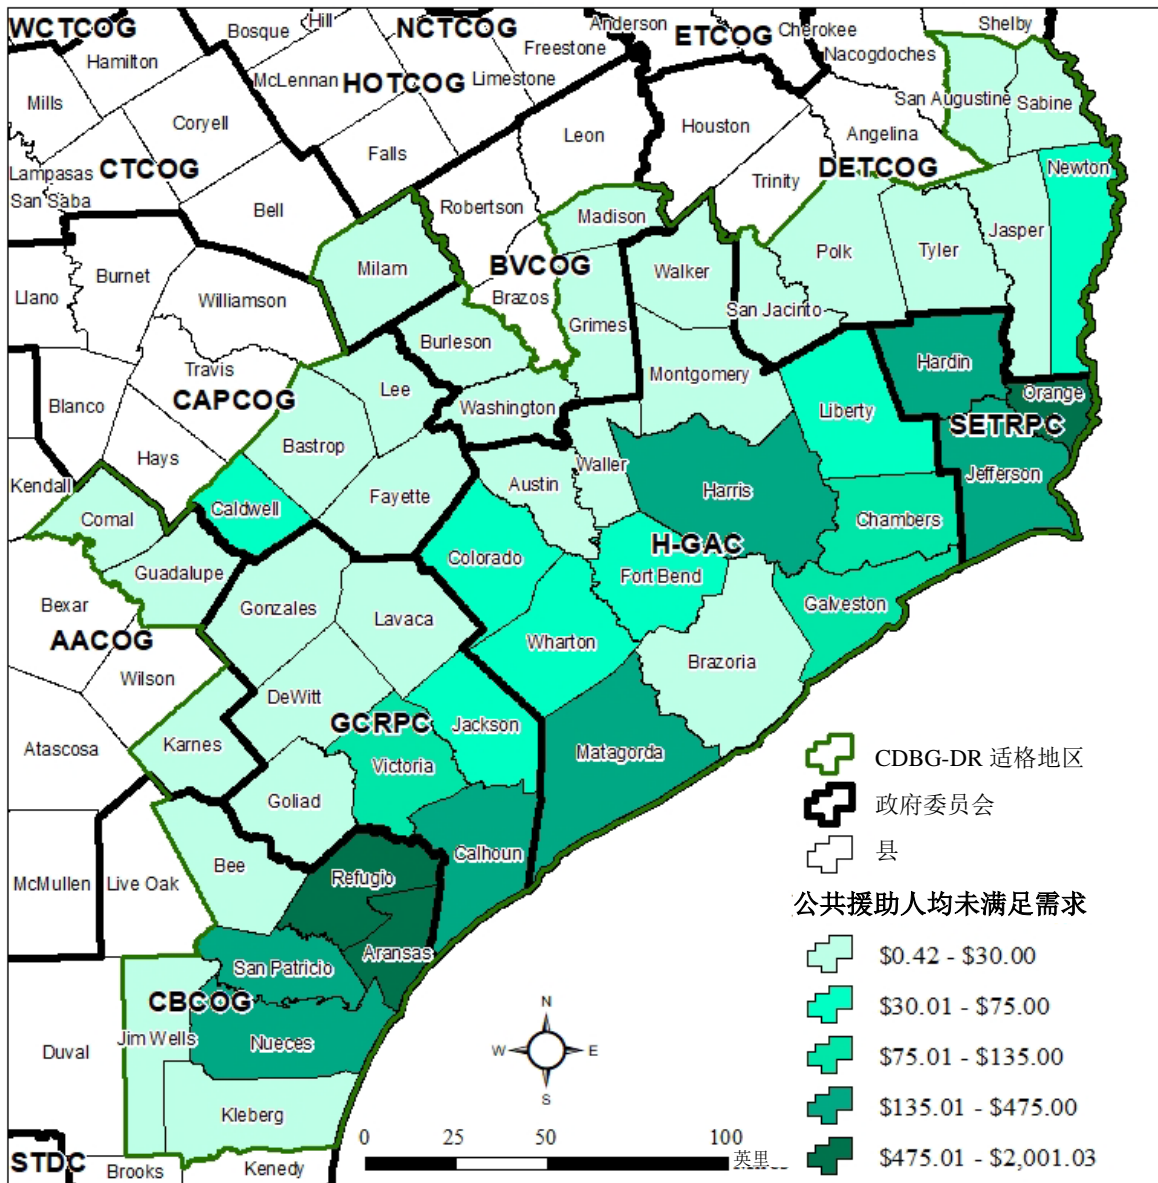 WCTCOG
Bosque
Hill
NCTCOG
Anderson
ETCOG
Cherokee
Shelby
Hamilton
Freestone
Nacogdoches
McLennan
HOTCOG
Limestone
Mills
San Augustine
Sabine
Coryell
Leon
Houston
Angelina
Falls
Lampasas
CTCOG
DETCOG
Newton
San Saba
Bell
Robertson
Trinity
Madison
Jasper
Milam
BVCOG
Polk
Tyler
Burnet
Walker
Llano
Williamson
Brazos
San Jacinto
Grimes
Burleson
Hardin
Travis
Montgomery
Lee
Orange
Blanco
CAPCOG
Washington
Liberty
SETRPC
Bastrop
Hays
Waller
Jefferson
Kendall
Austin
Harris
Fayette
Caldwell
Comal
Chambers
H-GAC
Colorado
Guadalupe
Fort Bend
Bexar
Gonzales
Galveston
Lavaca
AACOG
Wharton
Brazoria
Wilson
DeWitt
GCRPC
Jackson
Atascosa
Karnes
Matagorda
Victoria
Goliad
Calhoun
Bee
Refugio
McMullen
Live Oak
Aransas
San Patricio
CBCOG
Jim Wells
Nueces
Duval
Kleberg
STDC
Brooks
Kenedy
CDBG-DR 适格地区
政府委员会
县
公共援助人均未满足需求
$0.42 - $30.00
$30.01 - $75.00
$75.01 - $135.00
$135.01 - $475.00
$475.01 - $2,001.03
N
W
E
S
0
25
50
100
英里